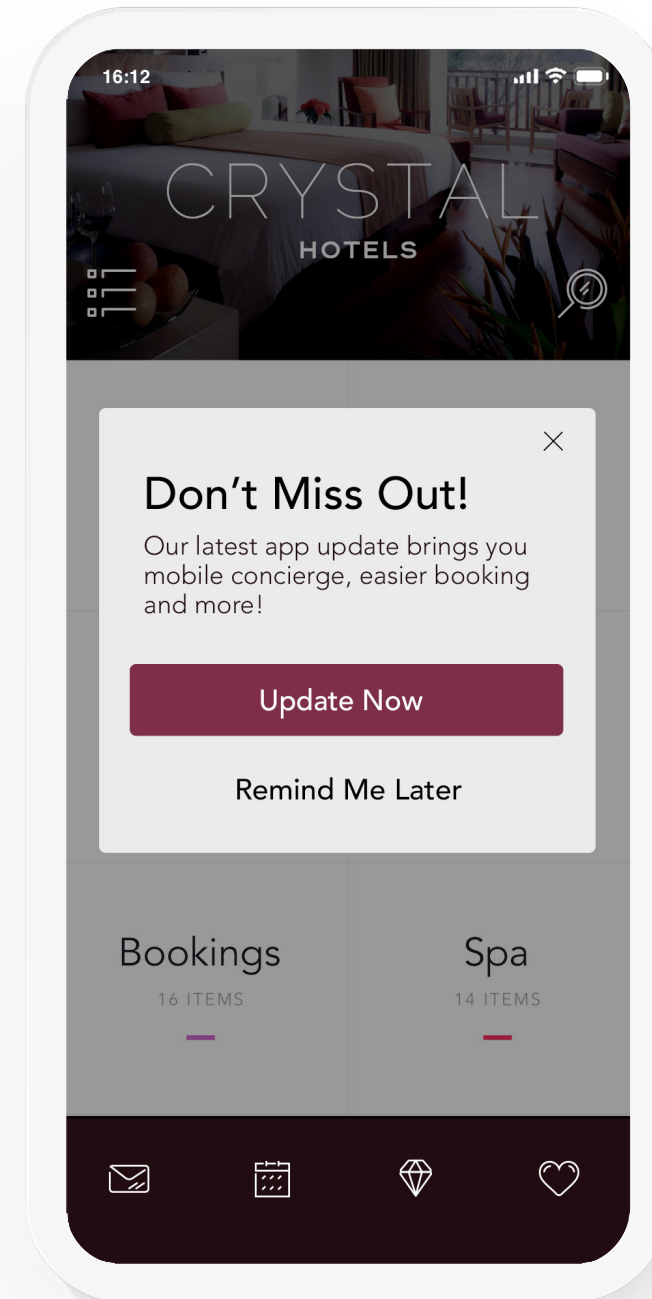 16:12
CRYSTAL
HOTELS
Don’t Miss Out!
Our latest app update brings you
mobile concierge, easier booking
and more!
Update Now
Remind Me Later
Bookings
Spa
16 ITEMS
14 ITEMS